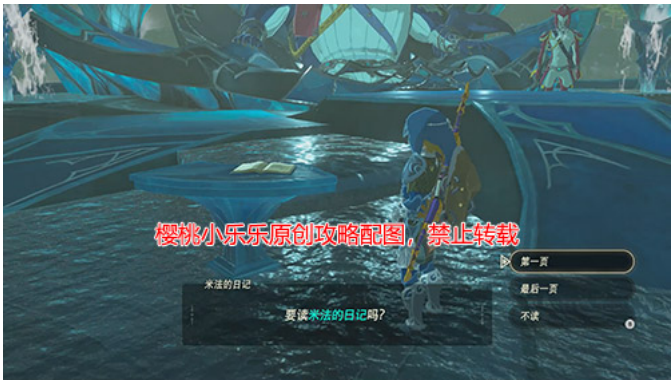 樱桃小乐乐原创攻略配图，禁止转载
第一页
米法的日记
最后一页
要读米法的日记吗？
不读